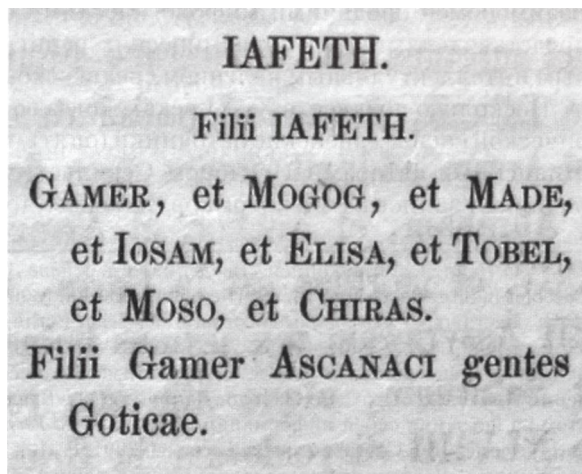 IAFETH.
Filii IAFETH.
GAMER, et MOGOG, et MADE,
et IOSAM, et ELISA, et TOBEL,
et MOSO, et CHIRAS.
Filii Gamer ASCANACI gentes
Goticae.